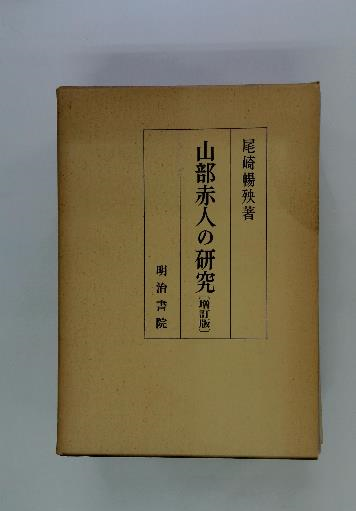 尾崎暢殃著
山部赤人の研究〔増訂版〕
明治書院